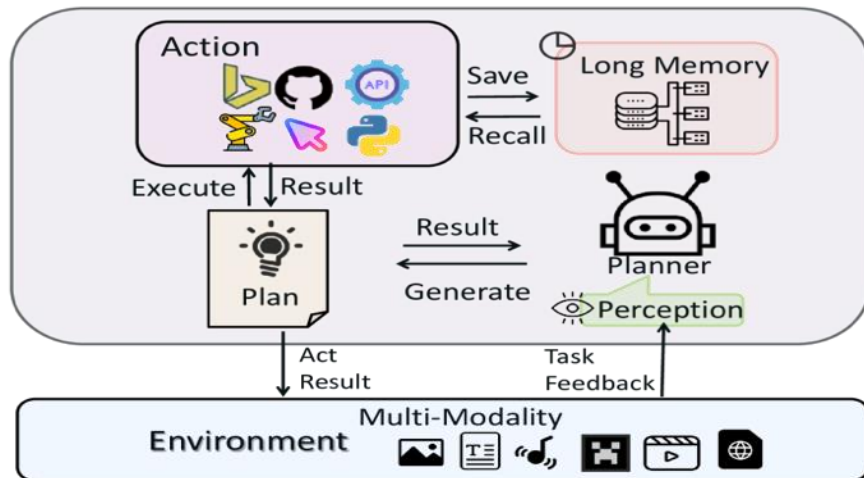 Action
API
Save
Recall
Long Memory
Execute
Result
Plan
Result
Generate
Planner
Perception
Act
Result
Task
Feedback
Multi-Modality
Environment
T